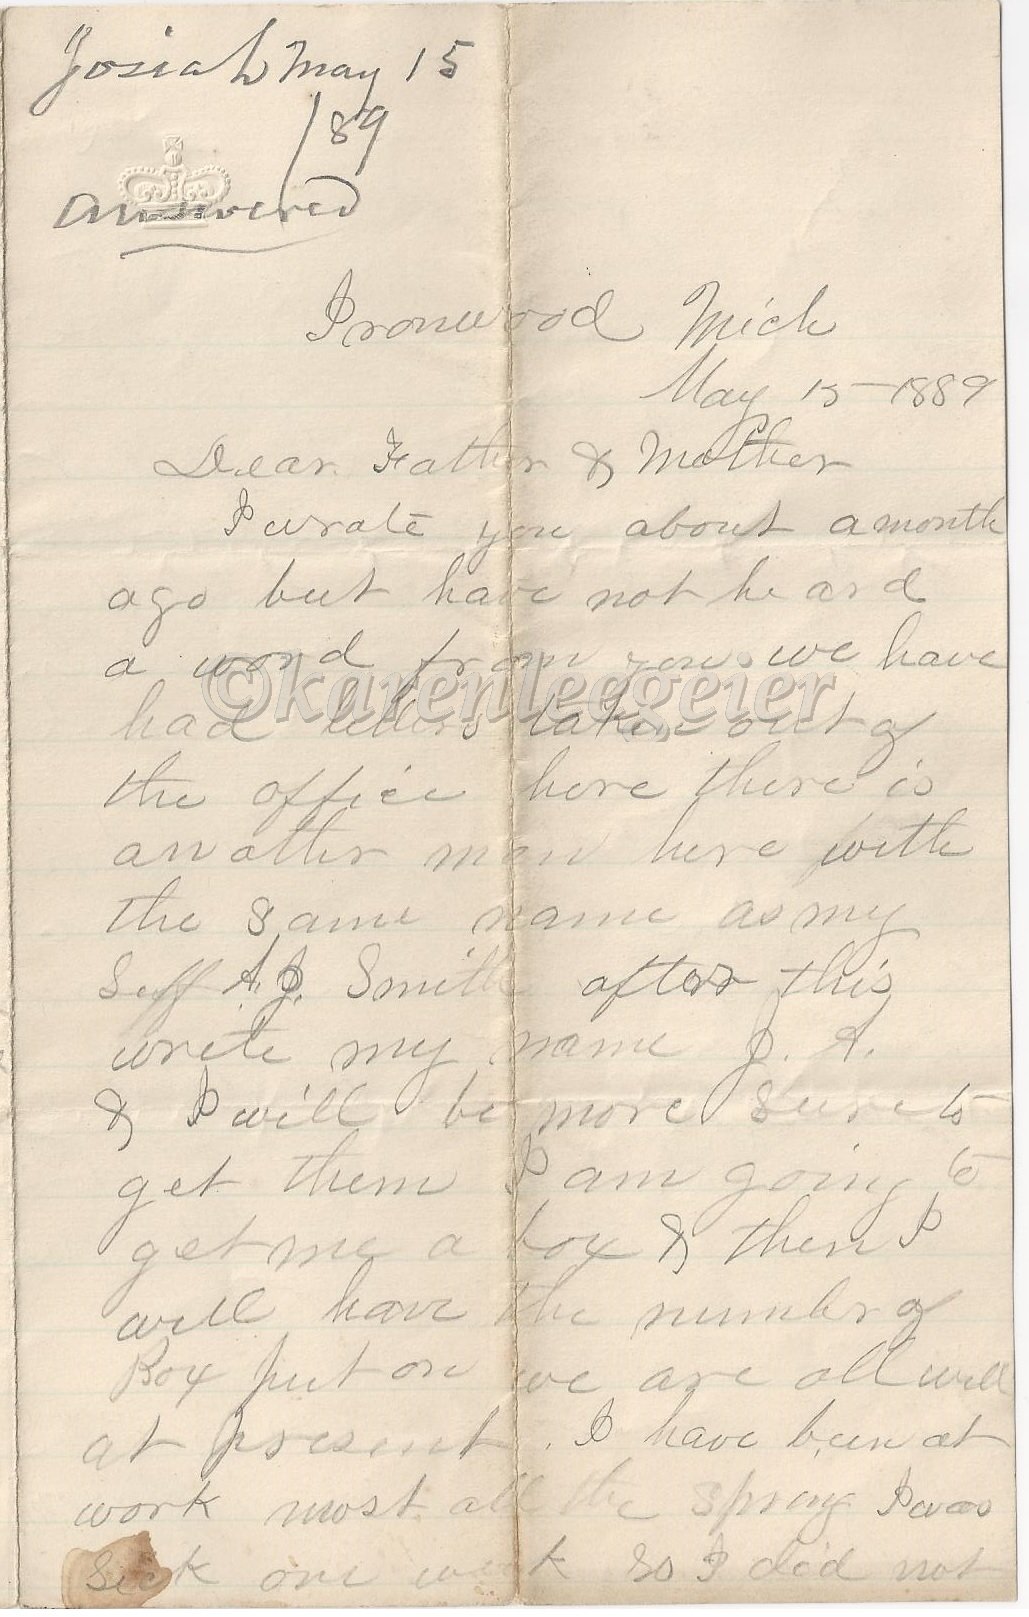 Josiah May 15
/89
Answered
Ironwood Mich
May 15 - 1889
Dear Father & Mother
I wrote you about a month
ago but have not heard
a word from you. we have
©karenleegeier
had letters taken out of
the office here there is
an other man here with
the same name as my
Seff A.J. Smith after this
write my name J. A.
& I will be more sure to
get them I am going to
get me a box & then I
will have the number of
Box put on we are all well
at present. I have been at
work most all the spring I was
Sick one week so I did not